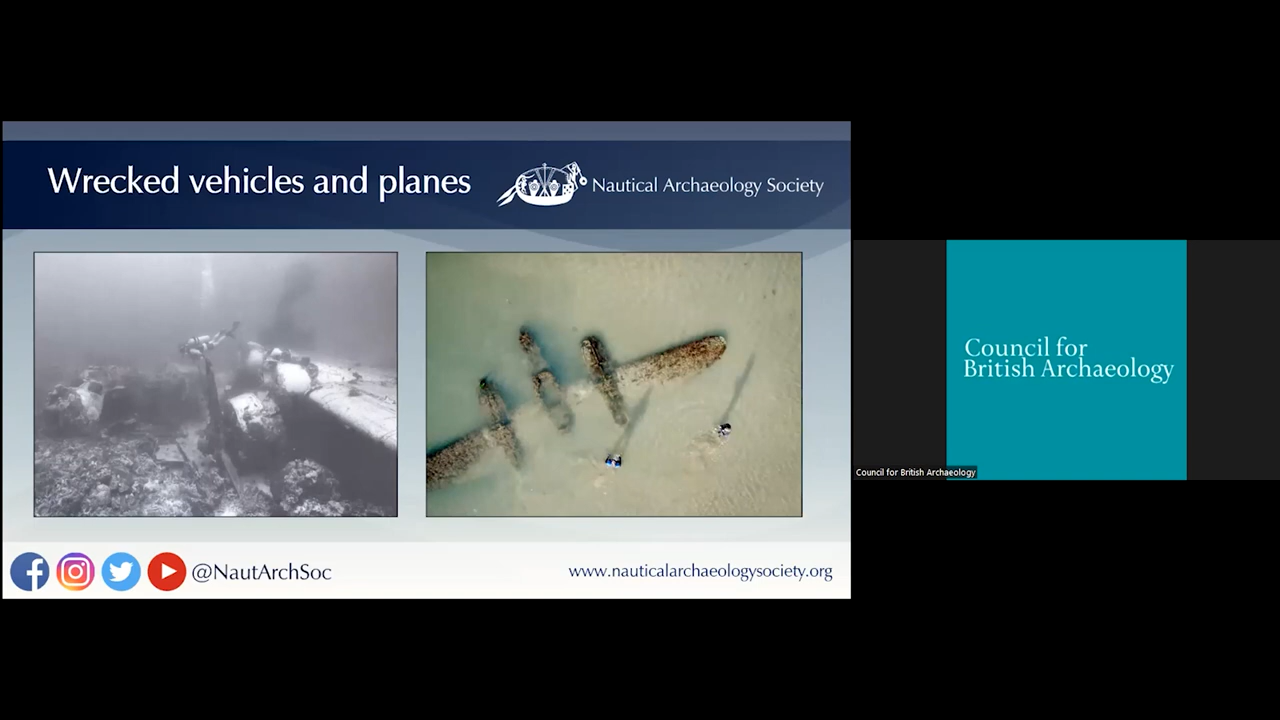 Wrecked vehicles and planes
Nautical Archaeology Society
@NautArchSoc
www.nauticalarchaeologysociety.org
Council for
British Archaeology
Council for British Archaeology